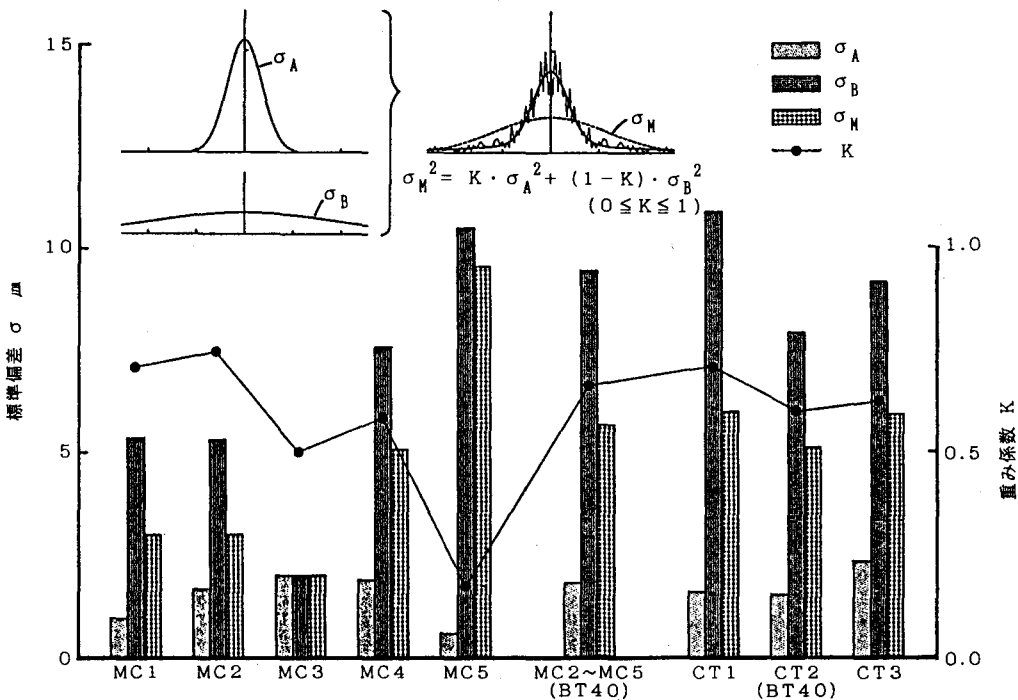 15
σA
σB
σM
σA
σB
σM
K
σM² = K・σA² + (1-K)・σB²
(0≦K≦1)
10
1.0
標準偏差 σ μm
5
0.5
重み係数 K
0
0.0
MC1
MC2
MC3
MC4
MC5
MC2~MC5
(BT40)
CT1
CT2
(BT40)
CT3